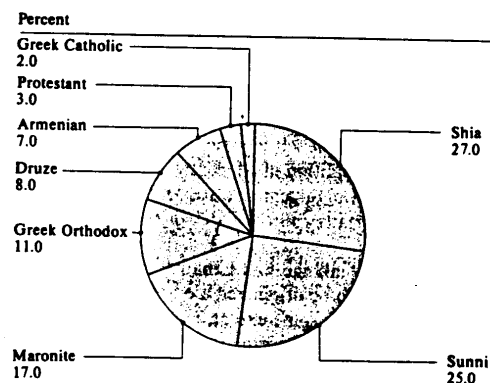 Percent
Greek Catholic
2.0
Protestant
3.0
Armenian
7.0
Druze
8.0
Greek Orthodox
11.0
Maronite
17.0
Shia
27.0
Sunni
25.0